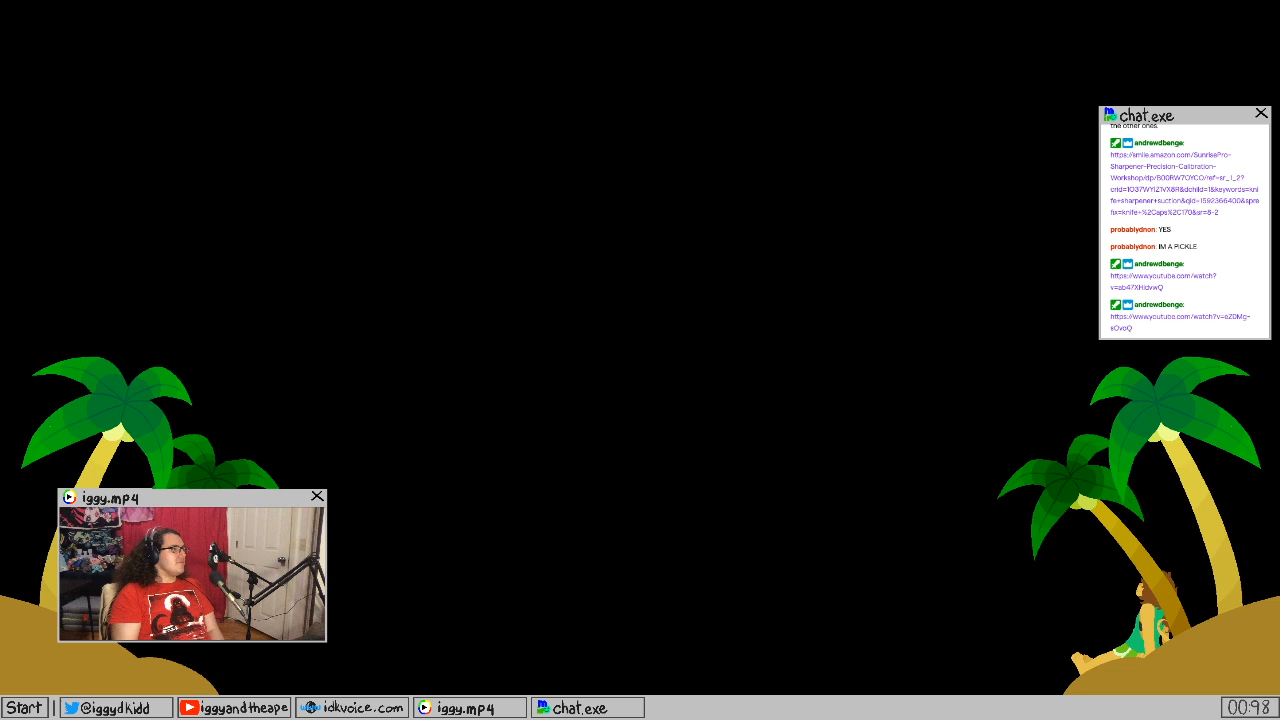 chat.exe
the other ones.
andrewdbenge:
https://smile.amazon.com/SunrisePro-
Sharpener-Precision-Calibration-
Workshop/dp/B00RW7OYCO/ref=sr_1_2?
crid=1O37WYIZ1VX8R&dchild=1&keywords=kni
fe+sharpener+suction&qid=1592366400&spre
fix=knife+%2Caps%2C170&sr=8-2
probablydnon: YES
probablydnon: IM A PICKLE
andrewdbenge:
https://www.youtube.com/watch?
v=ab47XHidvwQ
andrewdbenge:
https://www.youtube.com/watch?v=eZDMg-
sOvoQ
iggy.mp4
Start
@iggydkidd
iggyandtheape
www idkvoice.com
iggy.mp4
chat.exe
00:98